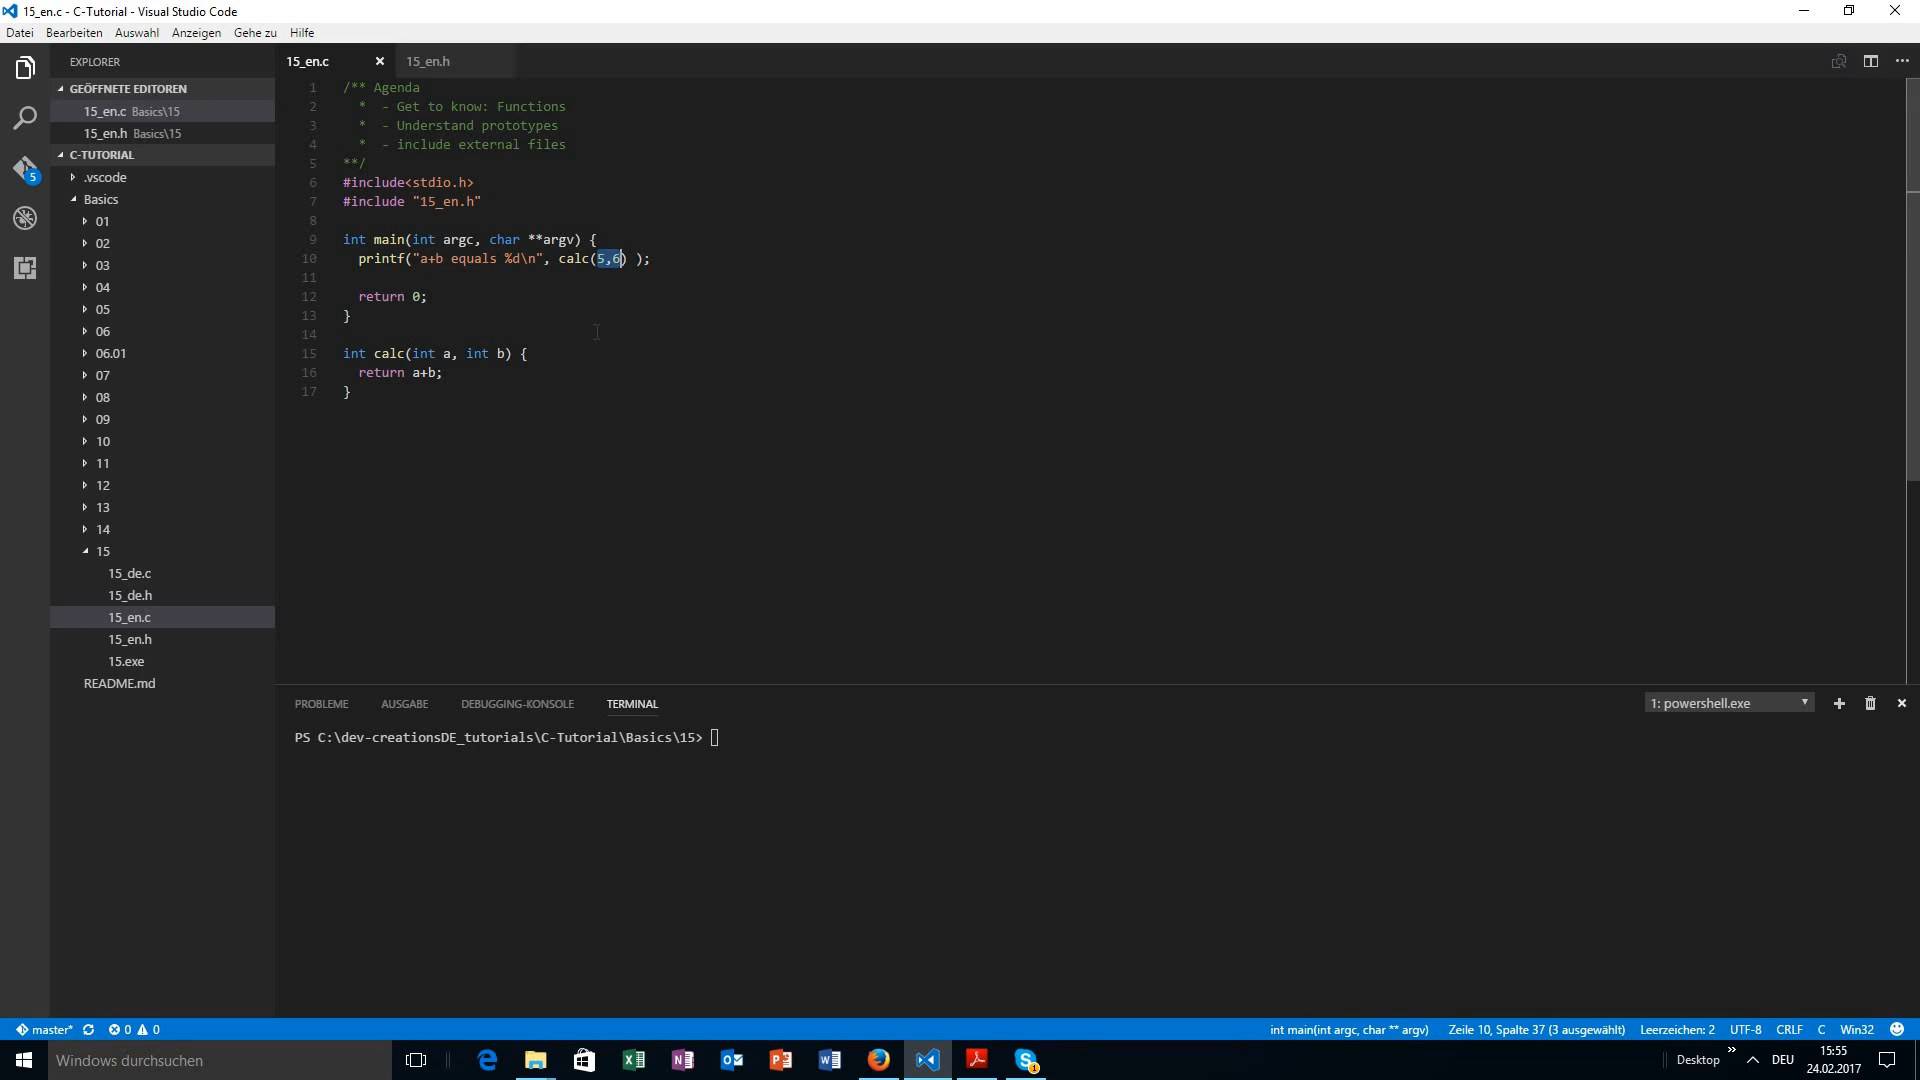 15_en.c - C-Tutorial - Visual Studio Code
Datei Bearbeiten Auswahl Anzeigen Gehe zu Hilfe
EXPLORER
GEÖFFNETE EDITOREN
15_en.c Basics\15
15_en.h Basics\15
C-TUTORIAL
.vscode
Basics
01
02
03
04
05
06
06.01
07
08
09
10
11
12
13
14
15
15_de.c
15_de.h
15_en.c
15_en.h
15.exe
README.md
5
15_en.c 15_en.h
1 /** Agenda
2 * - Get to know: Functions
3 * - Understand prototypes
4 * - include external files
5 **/
6 #include<stdio.h>
7 #include "15_en.h"
8
9 int main(int argc, char **argv) {
10 printf("a+b equals %d\n", calc(5,6) );
11
12 return 0;
13 }
14
15 int calc(int a, int b) {
16 return a+b;
17 }
PROBLEME AUSGABE DEBUGGING-KONSOLE TERMINAL 1: powershell.exe
PS C:\dev-creationsDE_tutorials\C-Tutorial\Basics\15>
master* 0 0 int main(int argc, char ** argv) Zeile 10, Spalte 37 (3 ausgewählt) Leerzeichen: 2 UTF-8 CRLF C Win32
Windows durchsuchen Desktop DEU 15:55
24.02.2017